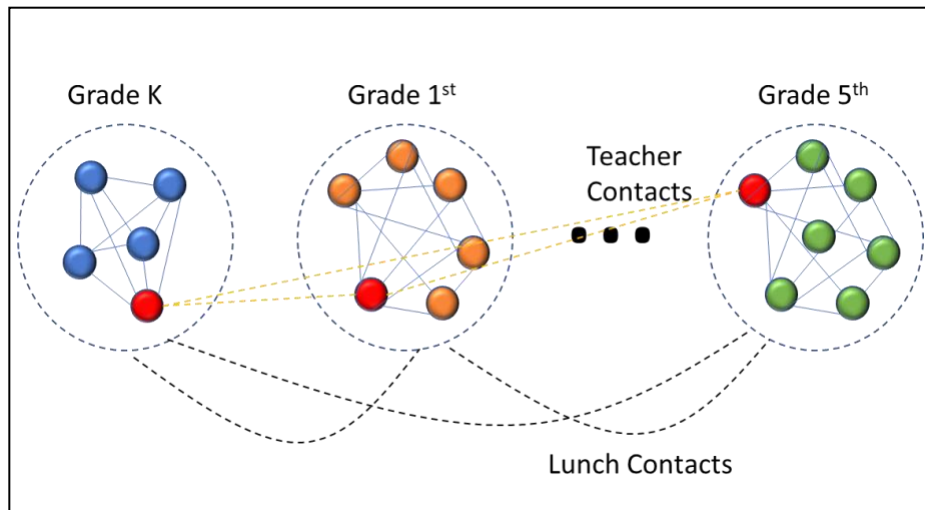 Grade K
Grade 1st
Grade 5th
Teacher
Contacts
Lunch Contacts